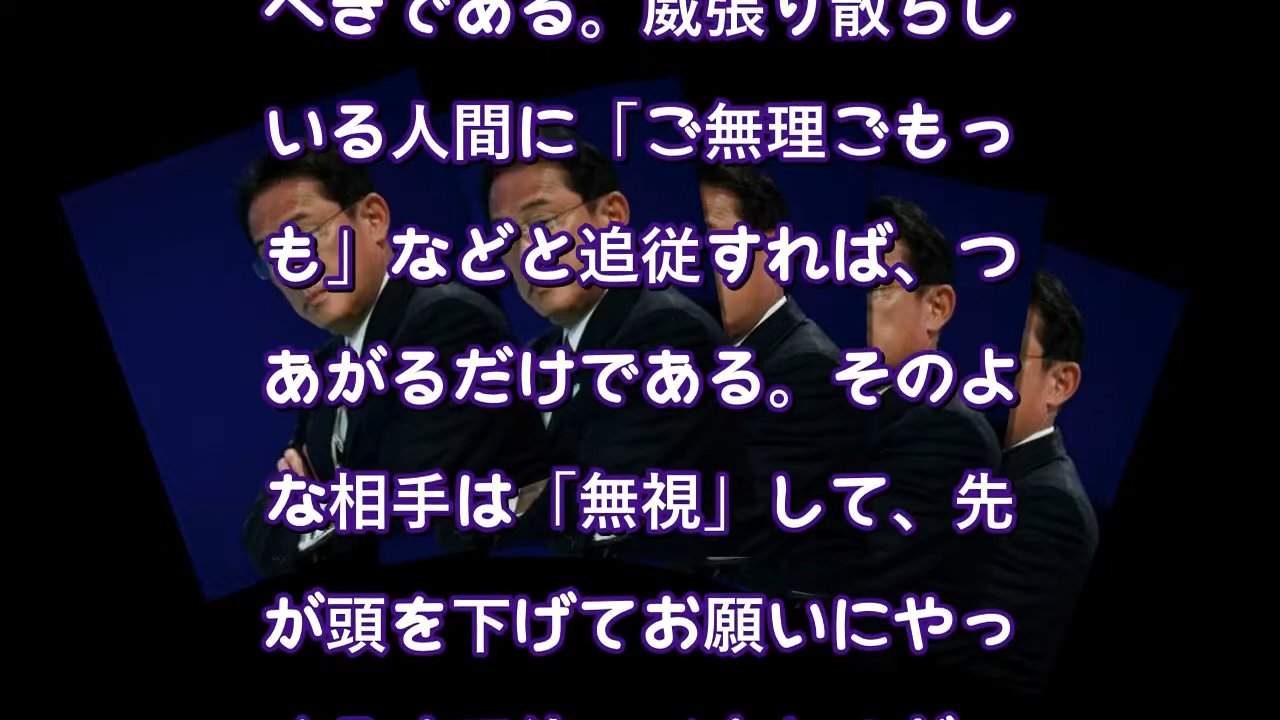 べきである。威張り散らし
いる人間に「ご無理ごもっ
も」などと追従すれば、つ
あがるだけである。そのよ
な相手は「無視」して、先
が頭を下げてお願いにやっ